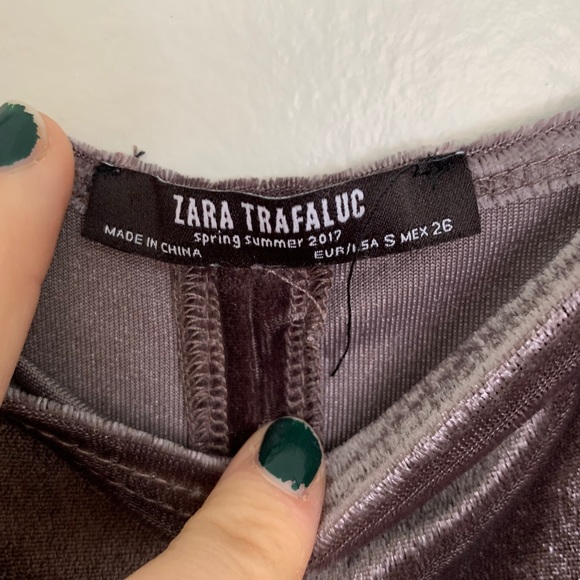 ZARA TRAFALUC
spring summer 2017
MADE IN CHINA
EUR/USA S MEX 26